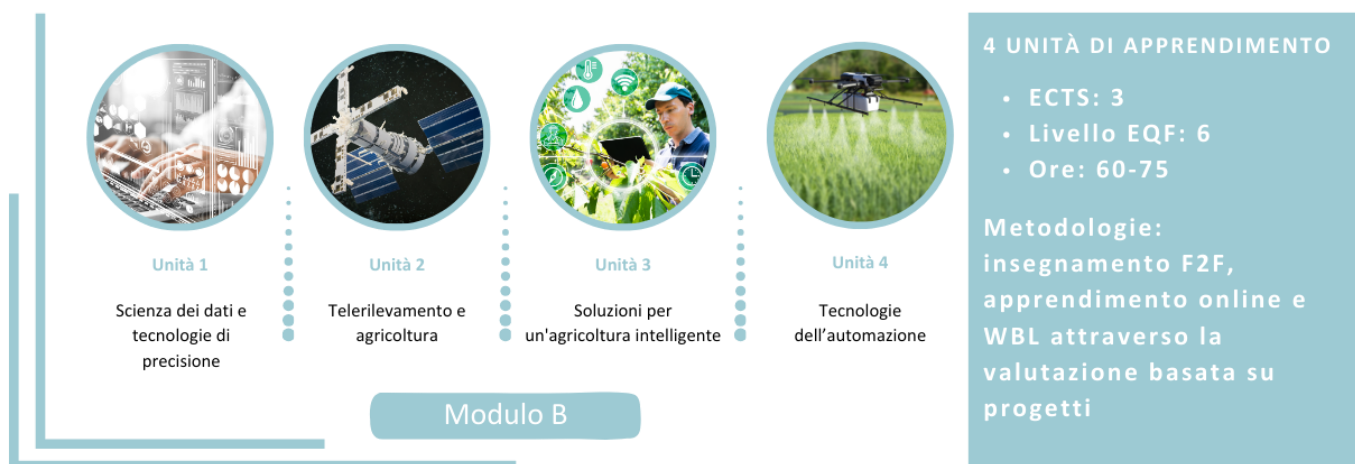 Unità 1
Scienza dei dati e
tecnologie di
precisione
Unità 2
Telerilevamento e
agricoltura
Unità 3
Soluzioni per
un'agricoltura intelligente
Unità 4
Tecnologie
dell’automazione
Modulo B
4 UNITÀ DI APPRENDIMENTO
• ECTS: 3
• Livello EQF: 6
• Ore: 60-75
Metodologie:
insegnamento F2F,
apprendimento online e
WBL attraverso la
valutazione basata su
progetti